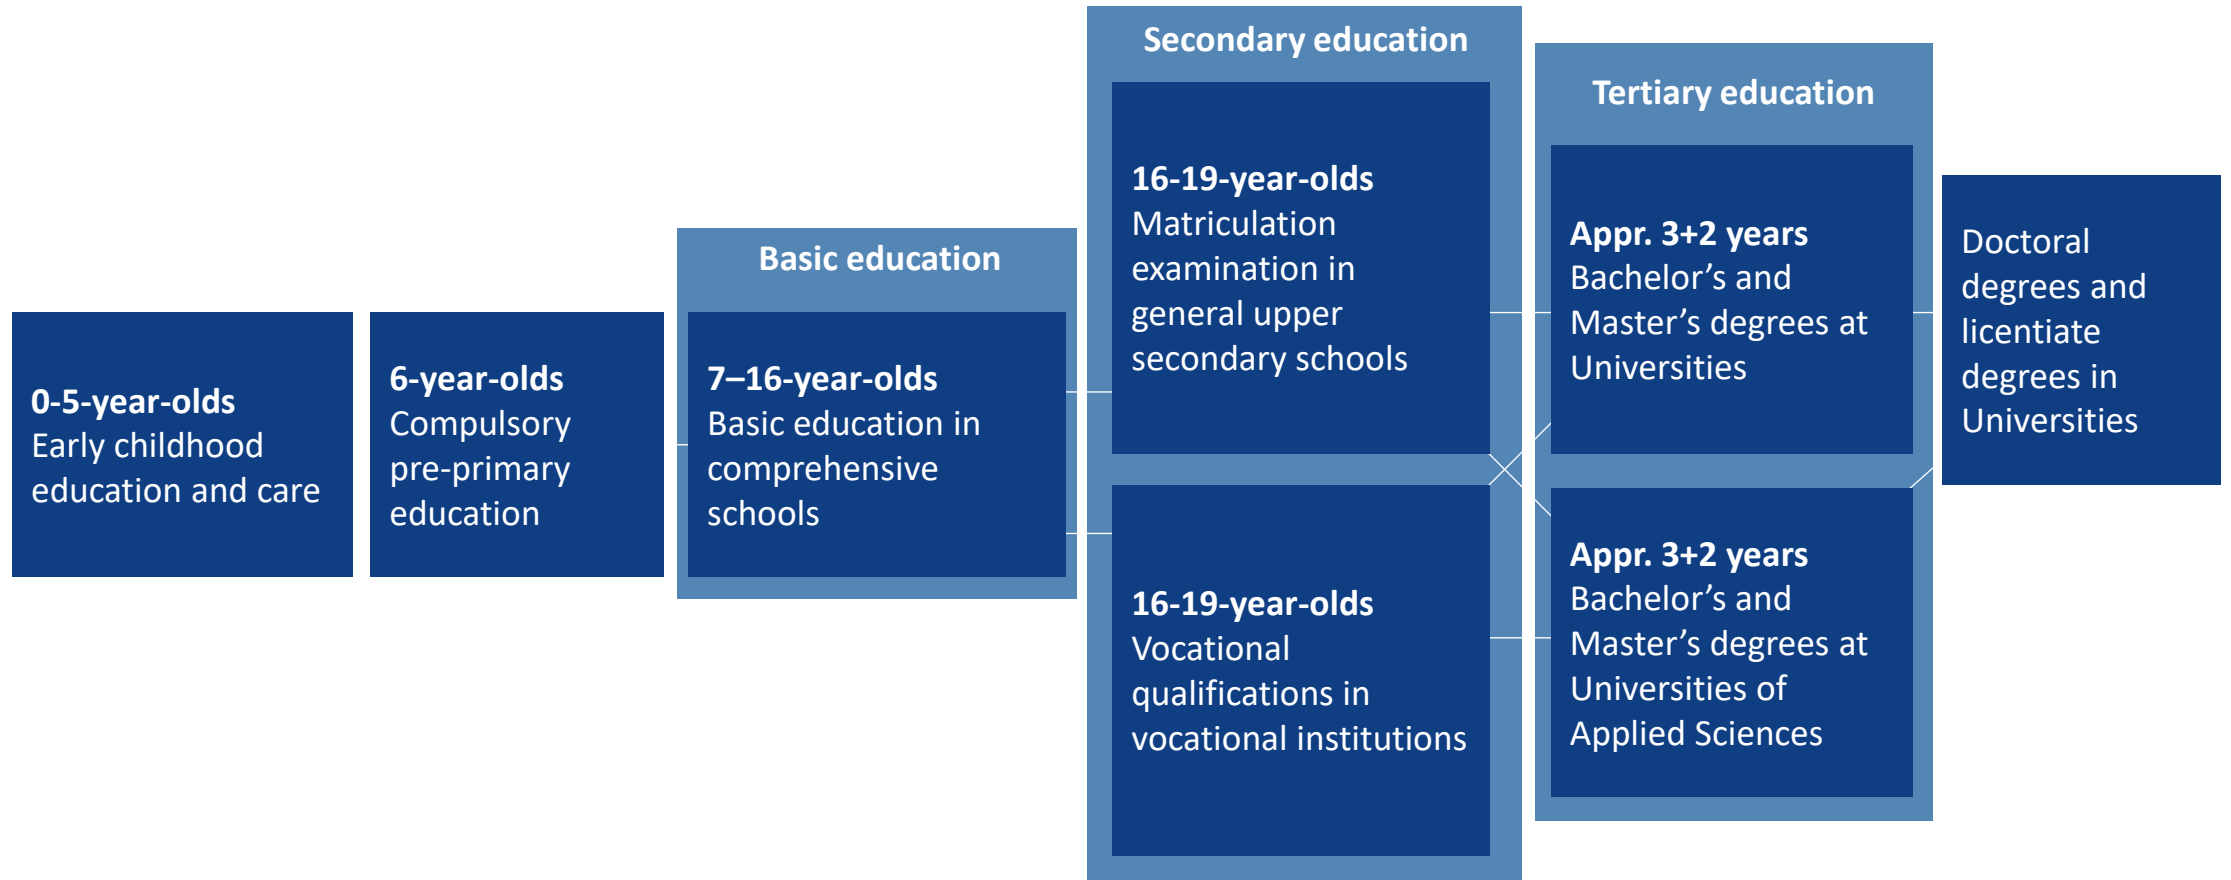 0-5-year-olds
Early childhood
education and care
6-year-olds
Compulsory
pre-primary
education
Basic education
7–16-year-olds
Basic education in
comprehensive
schools
Secondary education
16-19-year-olds
Matriculation
examination in
general upper
secondary schools
16-19-year-olds
Vocational
qualifications in
vocational institutions
Tertiary education
Appr. 3+2 years
Bachelor’s and
Master’s degrees at
Universities
Appr. 3+2 years
Bachelor’s and
Master’s degrees at
Universities of
Applied Sciences
Doctoral
degrees and
licentiate
degrees in
Universities